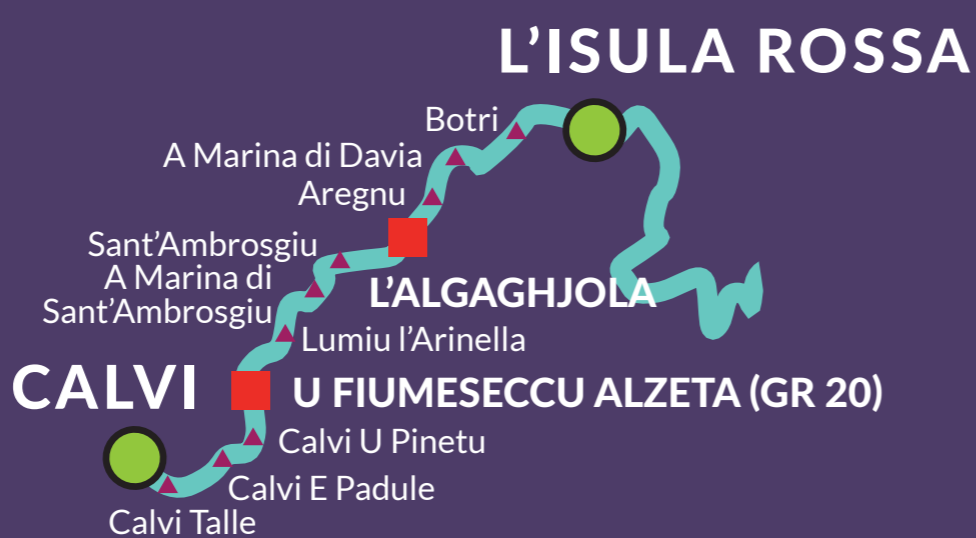 L'ISULA ROSSA
Botri
A Marina di Davia
Aregnu
Sant'Ambrosgiu
A Marina di
Sant'Ambrosgiu
L'ALGAGHJOLA
Lumiu l'Arinella
CALVI
U FIUMESECCU ALZETA (GR 20)
Calvi U Pinetu
Calvi E Padule
Calvi Talle